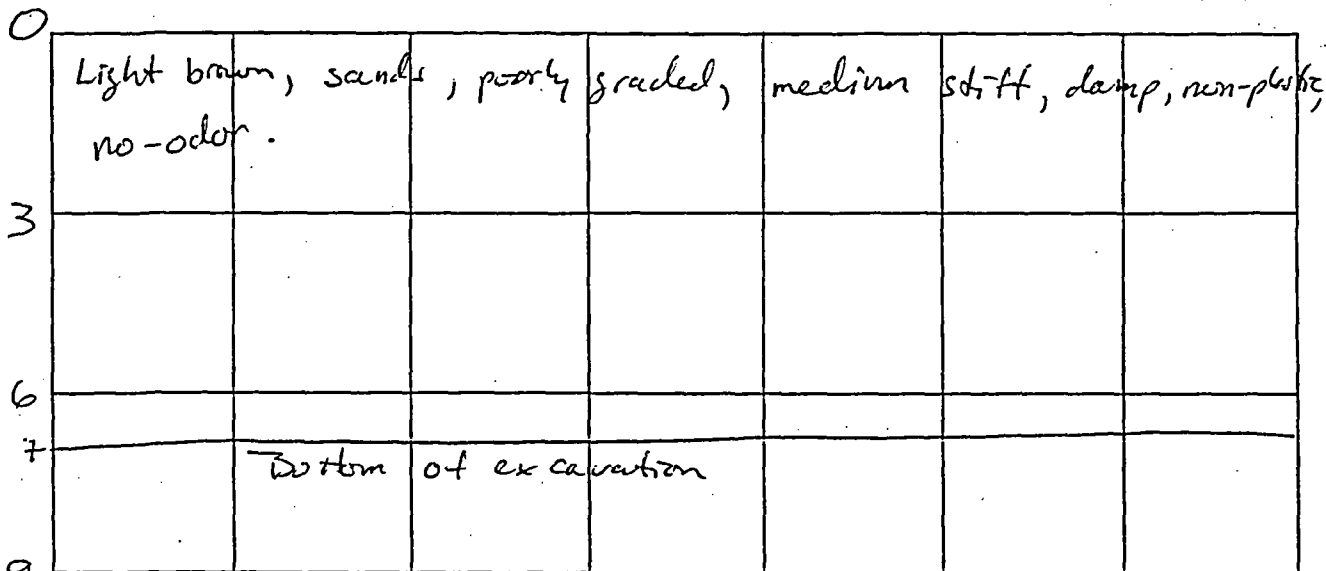 0
Light brown, sands, poorly graded, medium stiff, damp, non-plastic,
no-odor.
3
6
7
Bottom of excavation
9